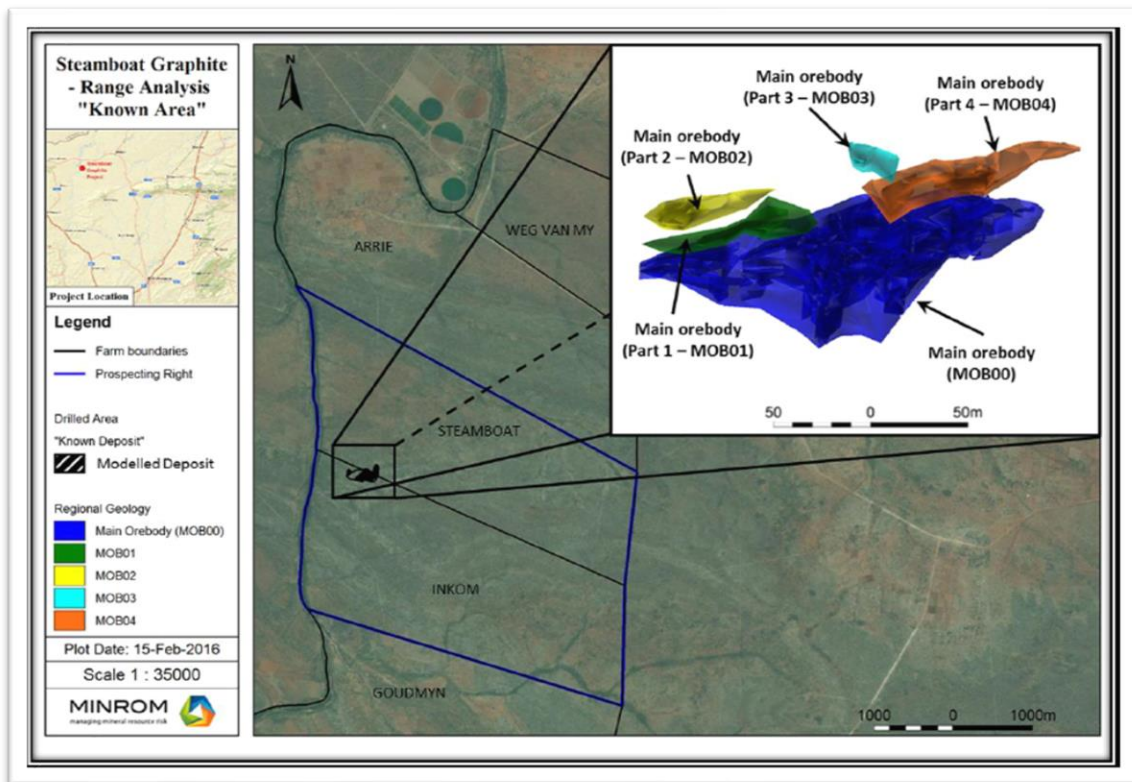 Steamboat Graphite
- Range Analysis
"Known Area"
Project Location
Legend
Farm boundaries
Prospecting Right
Drilled Area
"Known Deposit"
Modelled Deposit
Regional Geology
Main Orebody (MOB00)
MOB01
MOB02
MOB03
MOB04
Plot Date: 15-Feb-2016
Scale 1 : 35000
MINROM
managing mineral resource risk
N
ARRIE
WEG VAN MY
STEAMBOAT
INKOM
GOUDMYN
1000 0 1000m
Main orebody
(Part 3 – MOB03)
Main orebody
(Part 4 – MOB04)
Main orebody
(Part 2 – MOB02)
Main orebody
(Part 1 – MOB01)
Main orebody
(MOB00)
50 0 50m